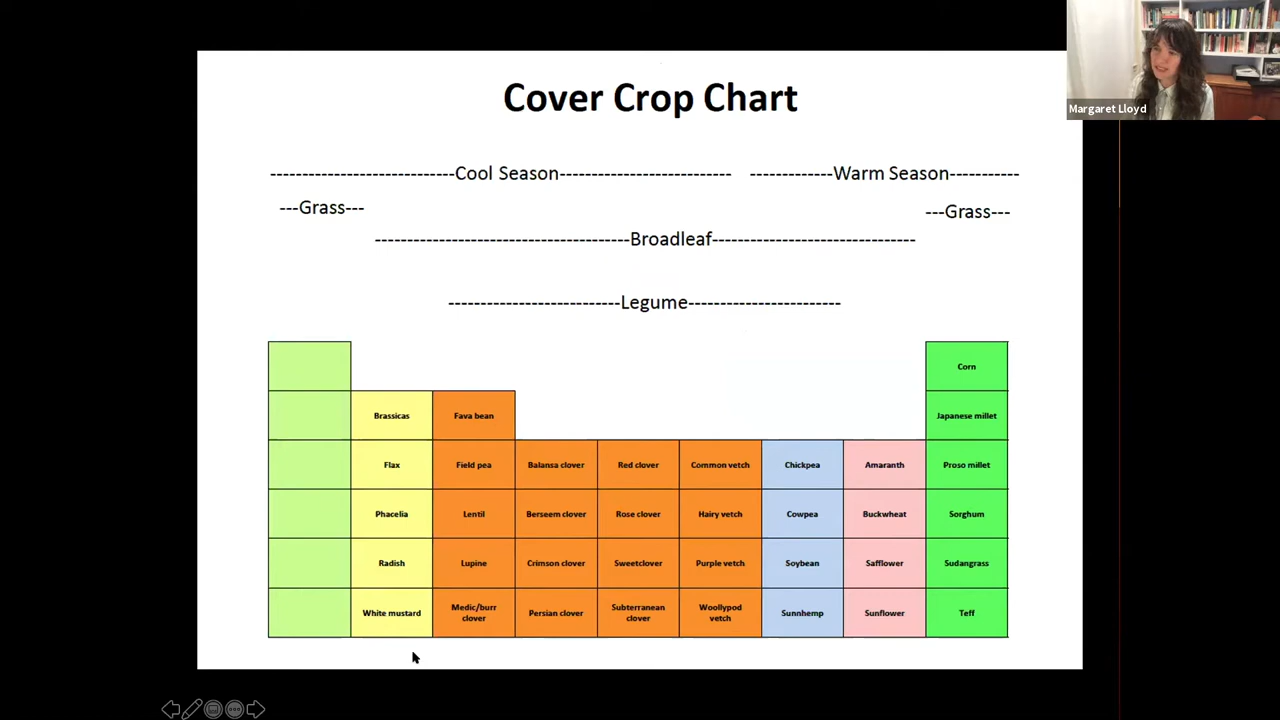 Margaret Lloyd
Cover Crop Chart
----------------------------Cool Season--------------------------- -------------Warm Season-----------
---Grass--- ---Grass---
----------------------------------------Broadleaf--------------------------------
---------------------------Legume------------------------
Corn
Brassicas Fava bean Japanese millet
Flax Field pea Balansa clover Red clover Common vetch Chickpea Amaranth Proso millet
Phacelia Lentil Berseem clover Rose clover Hairy vetch Cowpea Buckwheat Sorghum
Radish Lupine Crimson clover Sweetclover Purple vetch Soybean Safflower Sudangrass
White mustard Medic/burr clover Persian clover Subterranean clover Woollypod vetch Sunnhemp Sunflower Teff